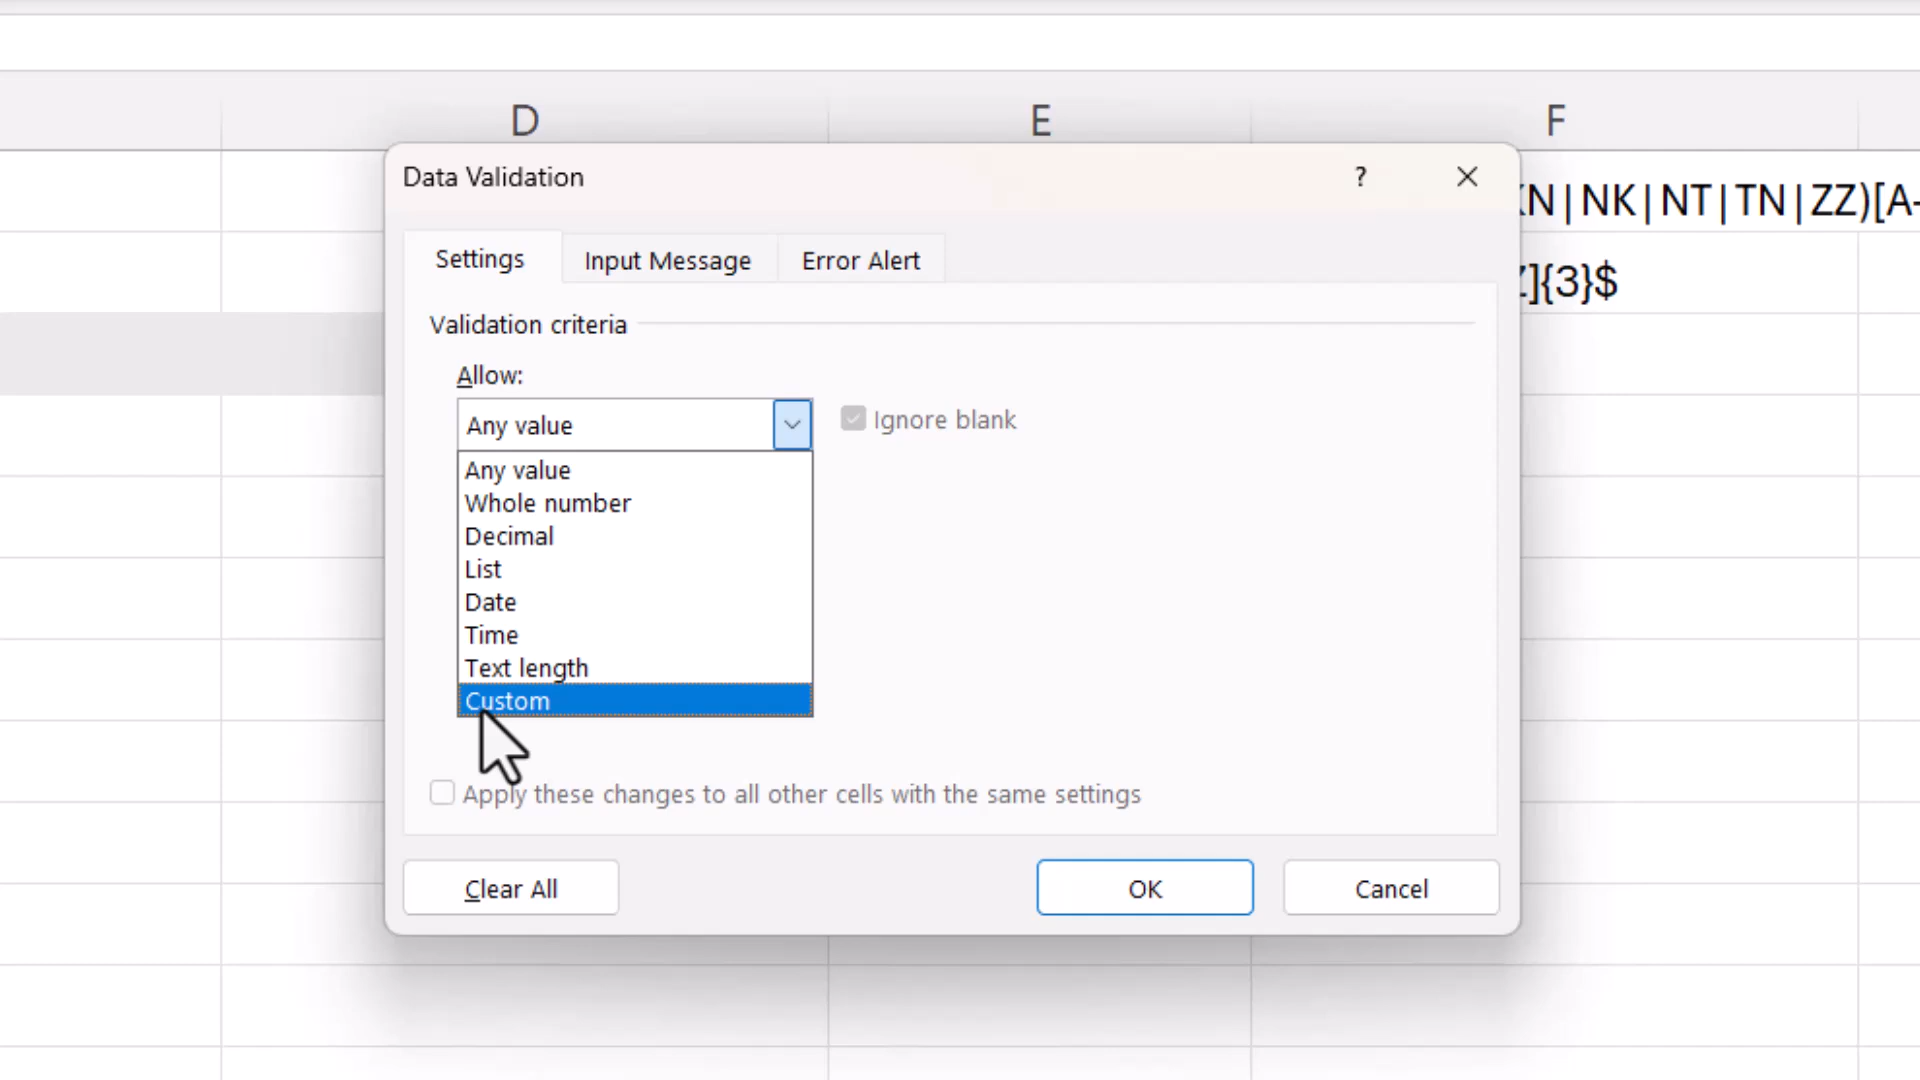 D E F
Data Validation ?
KN|NK|NT|TN|ZZ)[A-
Settings Input Message Error Alert
Z]{3}$
Validation criteria
Allow:
Any value Ignore blank
Any value
Whole number
Decimal
List
Date
Time
Text length
Custom
Apply these changes to all other cells with the same settings
Clear All OK Cancel